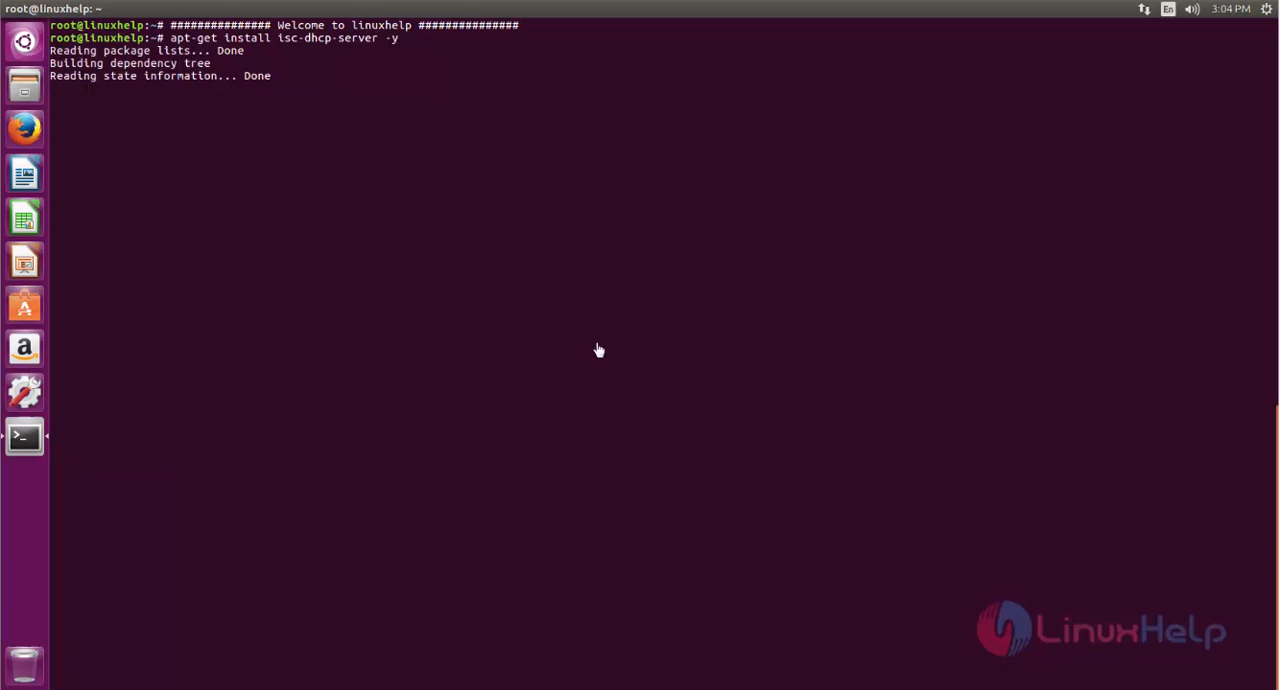 root@linuxhelp: ~
En
3:04 PM
root@linuxhelp:~# ############### Welcome to linuxhelp ###############
root@linuxhelp:~# apt-get install isc-dhcp-server -y
Reading package lists... Done
Building dependency tree
Reading state information... Done
A
a
>_
LinuxHelp